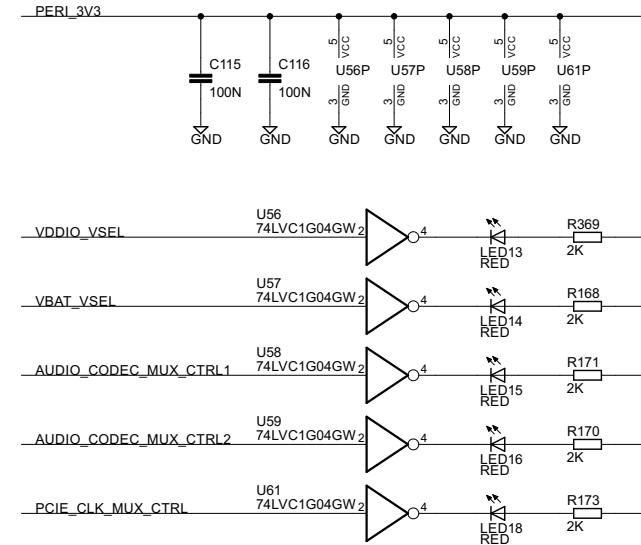 PERI_3V3
C115
100N
GND
C116
100N
GND
5
VCC
U56P
3
GND
GND
5
VCC
U57P
3
GND
GND
5
VCC
U58P
3
GND
GND
5
VCC
U59P
3
GND
GND
5
VCC
U61P
3
GND
GND
VDDIO_VSEL
U56
74LVC1G04GW
2
4
LED13
RED
R369
2K
VBAT_VSEL
U57
74LVC1G04GW
2
4
LED14
RED
R168
2K
AUDIO_CODEC_MUX_CTRL1
U58
74LVC1G04GW
2
4
LED15
RED
R171
2K
AUDIO_CODEC_MUX_CTRL2
U59
74LVC1G04GW
2
4
LED16
RED
R170
2K
PCIE_CLK_MUX_CTRL
U61
74LVC1G04GW
2
4
LED18
RED
R173
2K